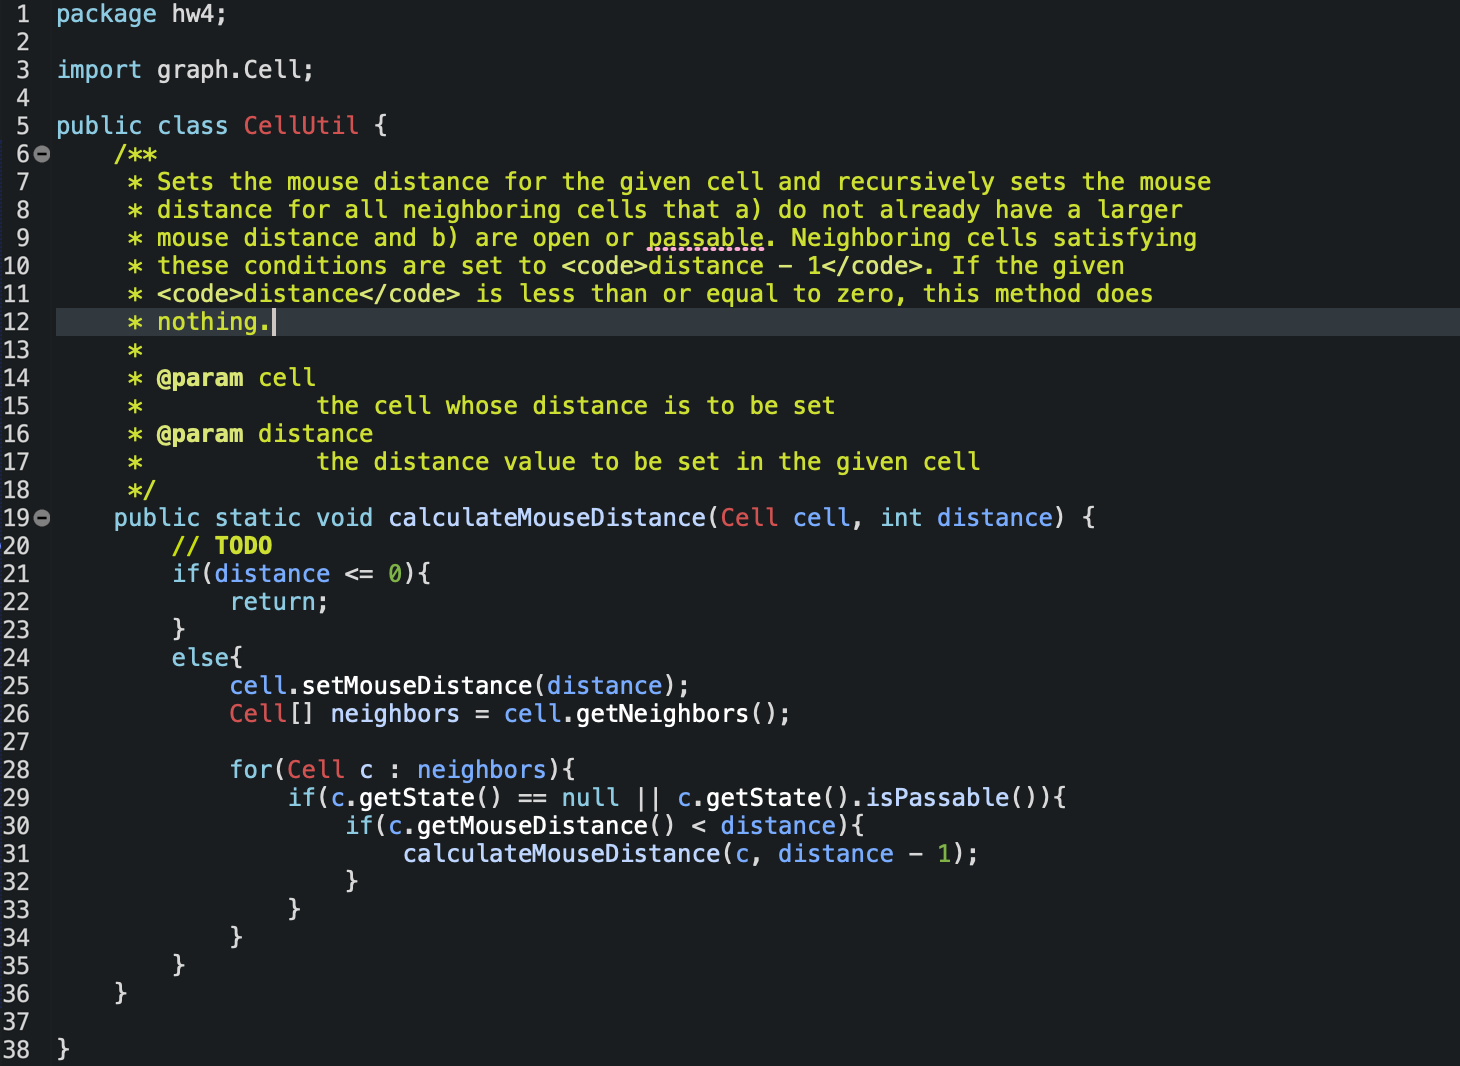 1 package hw4;
2
3 import graph.Cell;
4
5 public class CellUtil {
6 /**
7 * Sets the mouse distance for the given cell and recursively sets the mouse
8 * distance for all neighboring cells that a) do not already have a larger
9 * mouse distance and b) are open or passable. Neighboring cells satisfying
10 * these conditions are set to <code>distance - 1</code>. If the given
11 * <code>distance</code> is less than or equal to zero, this method does
12 * nothing.
13 *
14 * @param cell
15 * the cell whose distance is to be set
16 * @param distance
17 * the distance value to be set in the given cell
18 */
19 public static void calculateMouseDistance(Cell cell, int distance) {
20 // TODO
21 if(distance <= 0){
22 return;
23 }
24 else{
25 cell.setMouseDistance(distance);
26 Cell[] neighbors = cell.getNeighbors();
27
28 for(Cell c : neighbors){
29 if(c.getState() == null || c.getState().isPassable()){
30 if(c.getMouseDistance() < distance){
31 calculateMouseDistance(c, distance - 1);
32 }
33 }
34 }
35 }
36 }
37
38 }